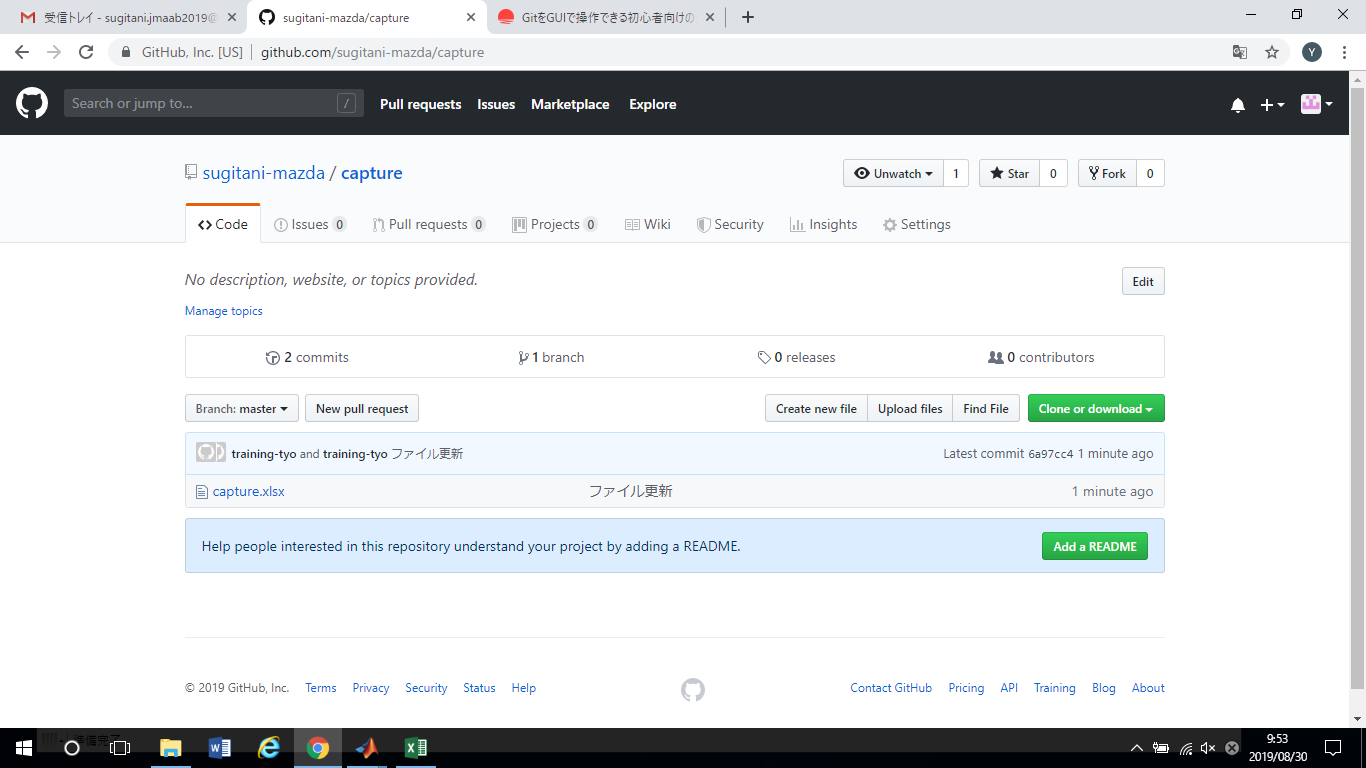 受信トレイ - sugitani.jmaab2019@
sugitani-mazda/capture
GitをGUIで操作できる初心者向けの
GitHub, Inc. [US] github.com/sugitani-mazda/capture
Y
Search or jump to... /
Pull requests Issues Marketplace Explore
sugitani-mazda / capture
Unwatch 1 Star 0 Fork 0
Code Issues 0 Pull requests 0 Projects 0 Wiki Security Insights Settings
No description, website, or topics provided. Edit
Manage topics
2 commits 1 branch 0 releases 0 contributors
Branch: master New pull request Create new file Upload files Find File Clone or download
training-tyo and training-tyo ファイル更新 Latest commit 6a97cc4 1 minute ago
capture.xlsx ファイル更新 1 minute ago
Help people interested in this repository understand your project by adding a README. Add a README
© 2019 GitHub, Inc. Terms Privacy Security Status Help Contact GitHub Pricing API Training Blog About
準備完了
9:53
2019/08/30